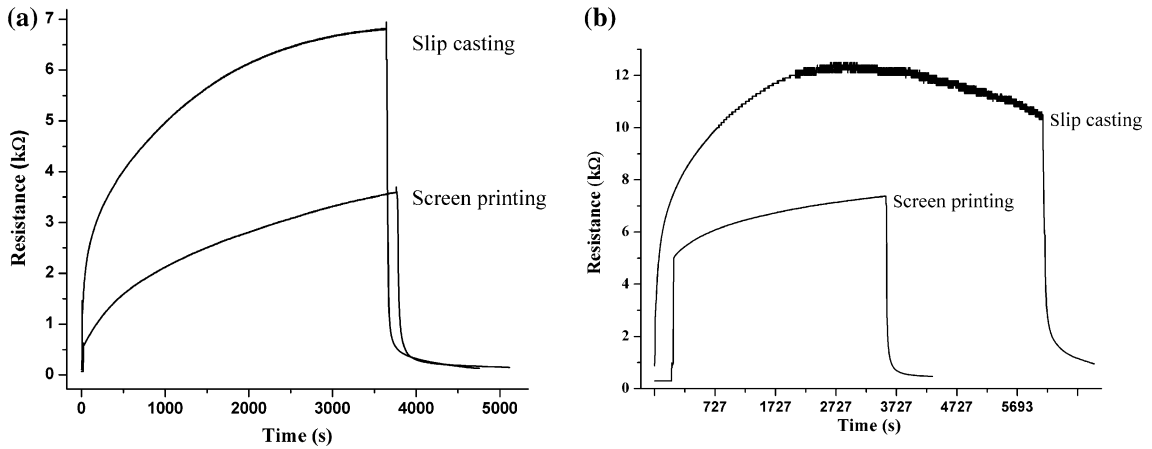 (a)
7
6
5
4
3
2
1
0
Resistance (kΩ)
Slip casting
Screen printing
0 1000 2000 3000 4000 5000
Time (s)
(b)
12
10
8
6
4
2
0
Resistance (kΩ)
Slip casting
Screen printing
727 1727 2727 3727 4727 5693
Time (s)